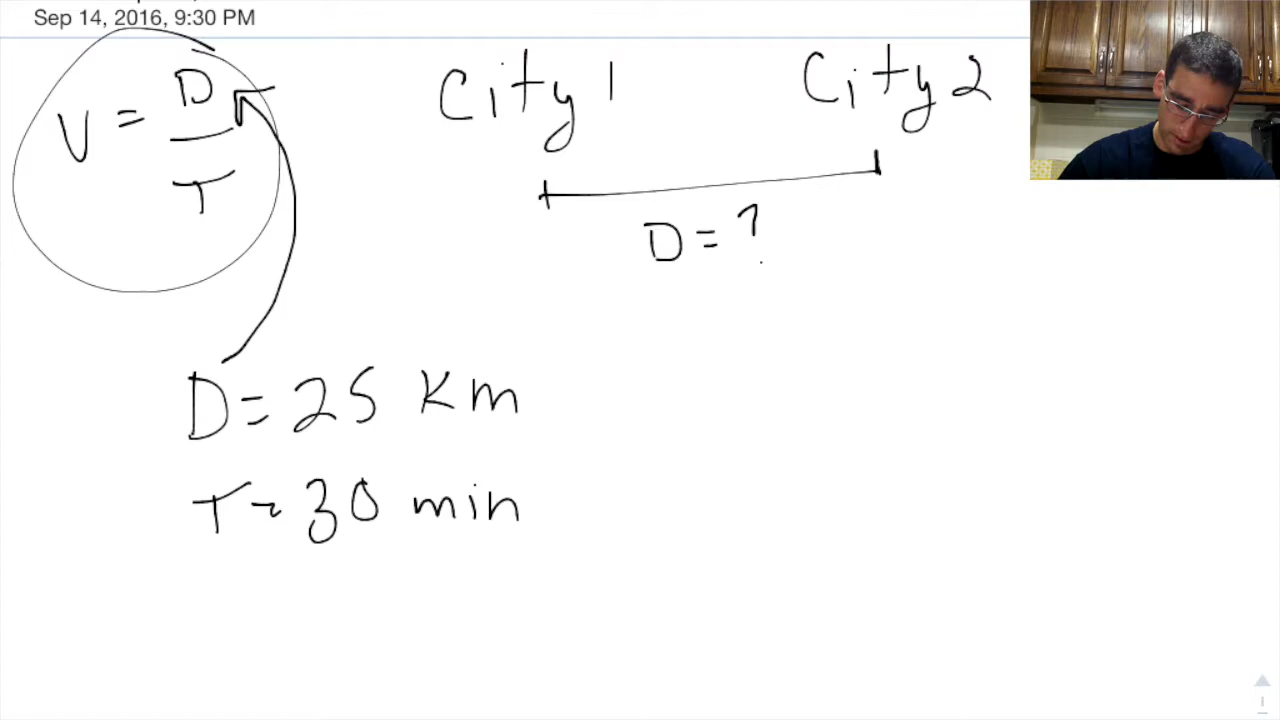 Sep 14, 2016, 9:30 PM
V = D
T
City 1
City 2
D = ?
D = 25 Km
T = 30 min